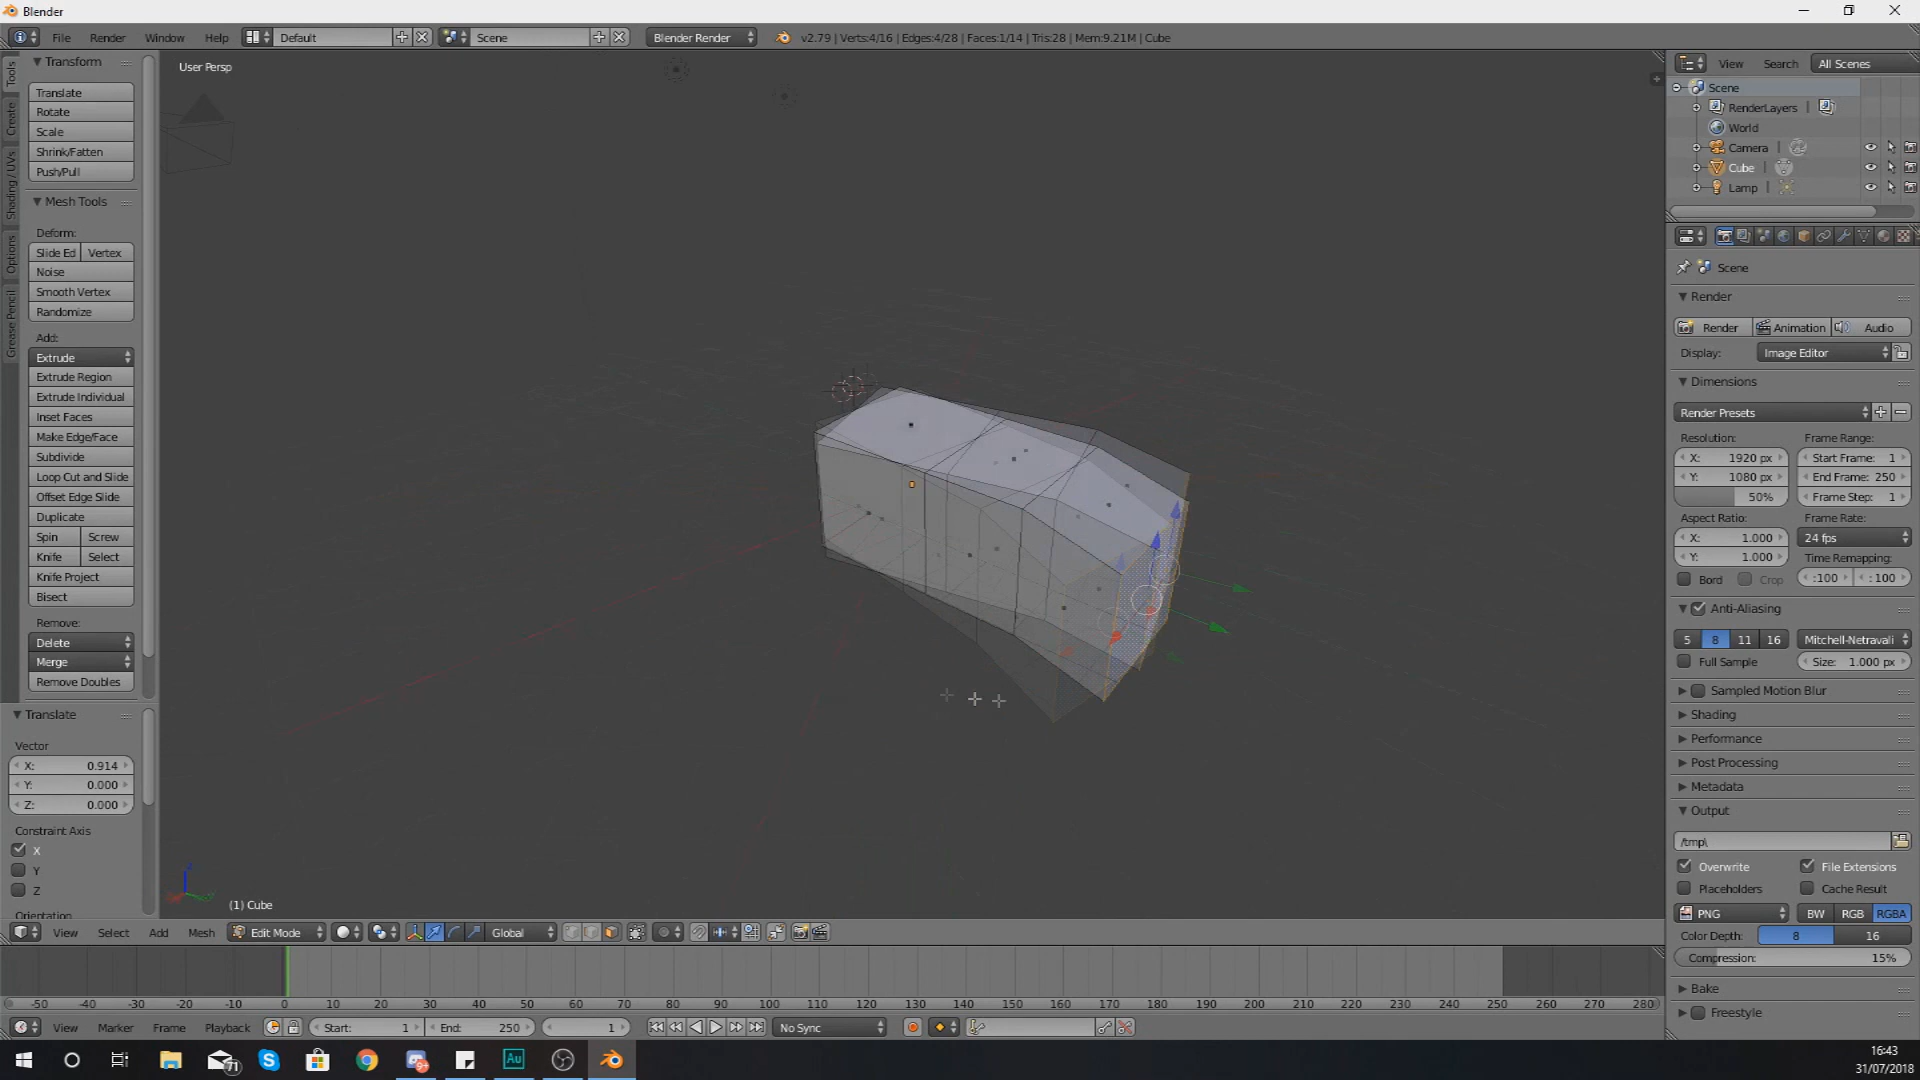 Blender
File Render Window Help Default Scene Blender Render v2.79 | Verts:4/16 | Edges:4/28 | Faces:1/14 | Tris:28 | Mem:9.21M | Cube
Tools
Create
Shading / UVs
Options
Grease Pencil
Transform
Translate
Rotate
Scale
Shrink/Fatten
Push/Pull
Mesh Tools
Deform:
Slide Ed Vertex
Noise
Smooth Vertex
Randomize
Add:
Extrude
Extrude Region
Extrude Individual
Inset Faces
Make Edge/Face
Subdivide
Loop Cut and Slide
Offset Edge Slide
Duplicate
Spin Screw
Knife Select
Knife Project
Bisect
Remove:
Delete
Merge
Remove Doubles
Translate
Vector
X: 0.914
Y: 0.000
Z: 0.000
Constraint Axis
X
Y
Z
Orientation
User Persp
(1) Cube
View Select Add Mesh Edit Mode Global
-50 -40 -30 -20 -10 0 10 20 30 40 50 60 70 80 90 100 110 120 130 140 150 160 170 180 190 200 210 220 230 240 250 260 270 280
View Marker Frame Playback Start: 1 End: 250 1 No Sync
View Search All Scenes
Scene
RenderLayers |
World
Camera |
Cube |
Lamp |
Scene
Render
Render Animation Audio
Display: Image Editor
Dimensions
Render Presets
Resolution: Frame Range:
X: 1920 px Start Frame: 1
Y: 1080 px End Frame: 250
50% Frame Step: 1
Aspect Ratio: Frame Rate:
X: 1.000 24 fps
Y: 1.000 Time Remapping:
Bord Crop :100 :100
Anti-Aliasing
5 8 11 16 Mitchell-Netravali
Full Sample Size: 1.000 px
Sampled Motion Blur
Shading
Performance
Post Processing
Metadata
Output
/tmp\
Overwrite File Extensions
Placeholders Cache Result
PNG BW RGB RGBA
Color Depth: 8 16
Compression: 15%
Bake
Freestyle
71 9+ Au
16:43
31/07/2018